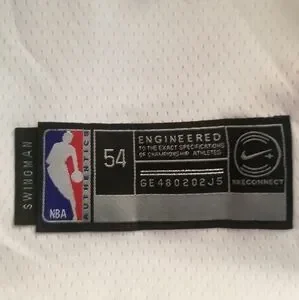 SWINGMAN
NBA
AUTHENTICS
54
ENGINEERED
TO THE EXACT SPECIFICATIONS
OF CHAMPIONSHIP ATHLETES
GE480202J5
NIKECONNECT